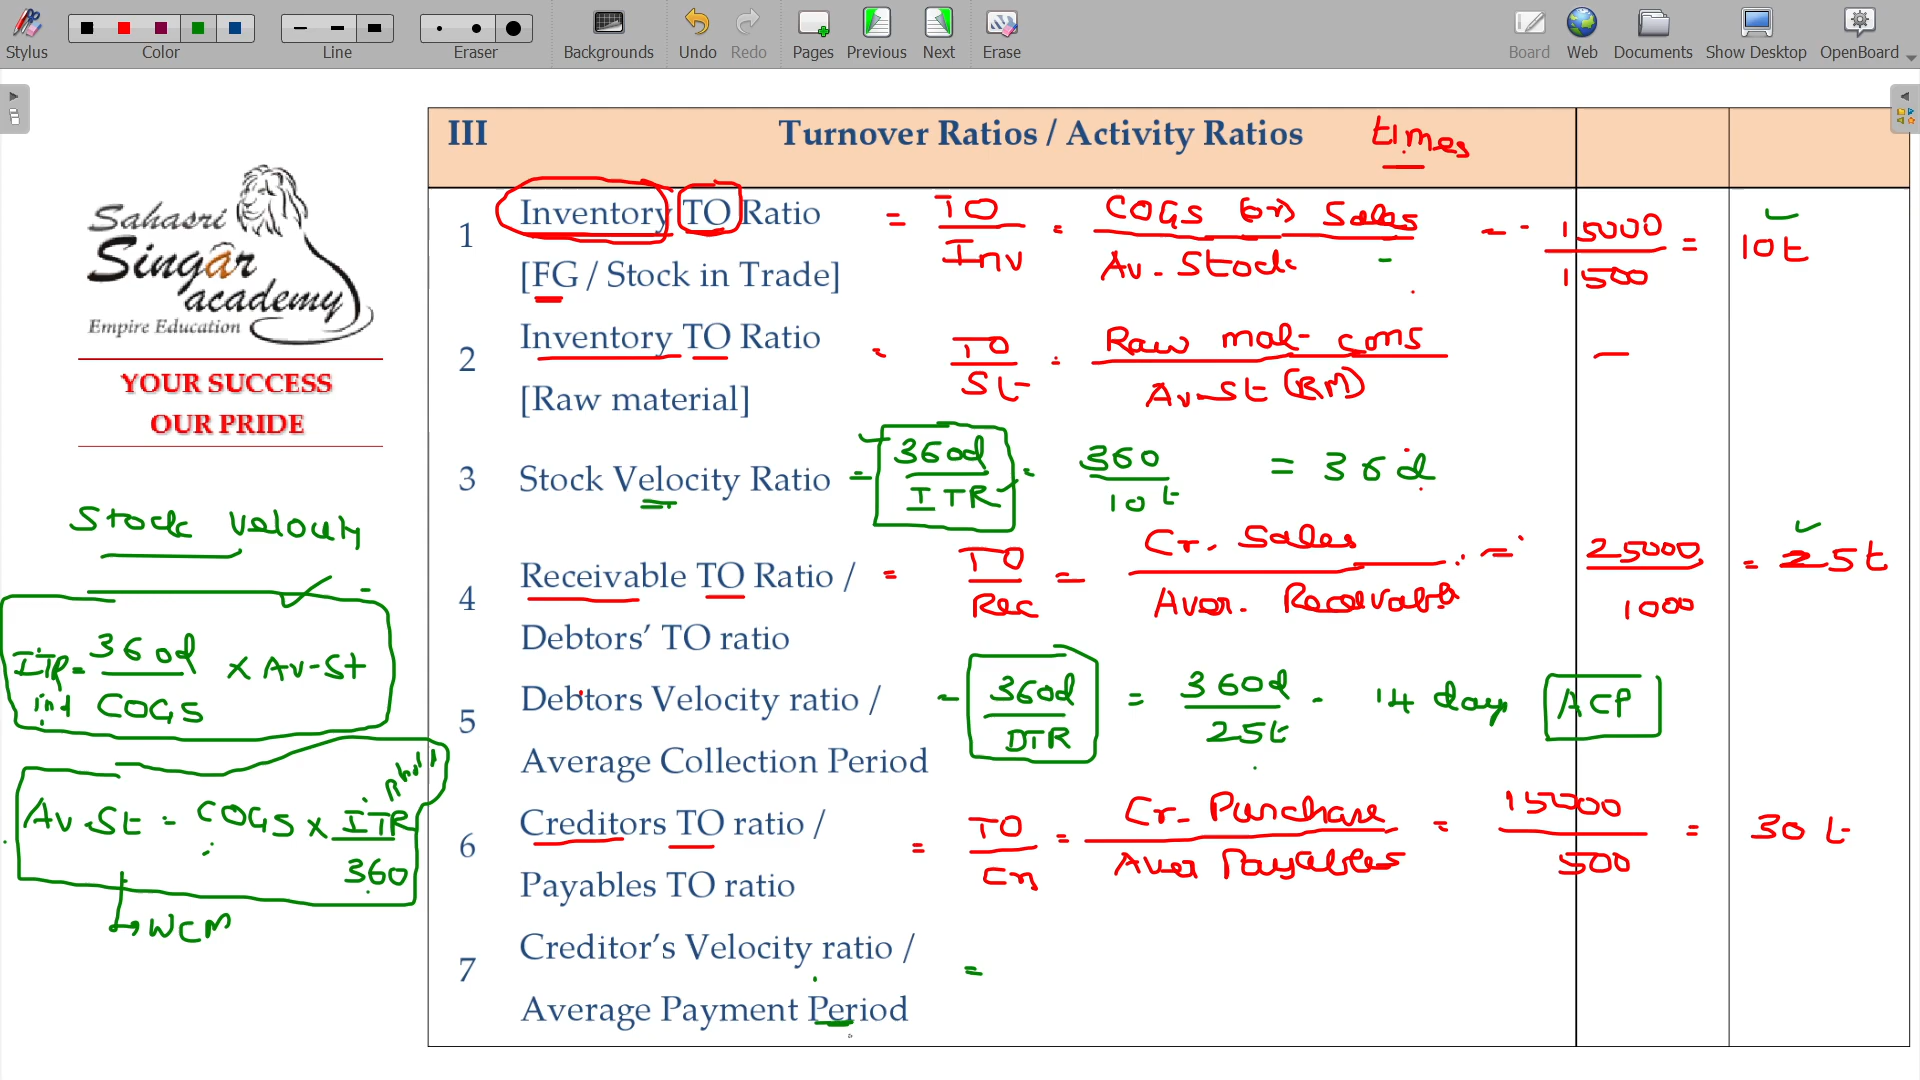 Stylus Color Line Eraser Backgrounds Undo Redo Pages Previous Next Erase Board Web Documents Show Desktop OpenBoard
III Turnover Ratios / Activity Ratios times
Sahasri
Singar
academy
Empire Education
YOUR SUCCESS
OUR PRIDE
1 Inventory TO Ratio = TO/Inv = COGS (or) Sales/Av. Stock = 15000/1500 = 10t
[FG / Stock in Trade]
2 Inventory TO Ratio = TO/St = Raw mat. cons/Av. St (RM) –
[Raw material]
3 Stock Velocity Ratio = 360d/ITR = 360/10t = 36d
4 Receivable TO Ratio / = TO/Rec = Cr. Sales/Aver. Receivable = 25000/1000 = 25t
Debtors' TO ratio
5 Debtors Velocity ratio / = 360d/DTR = 360d/25t = 14 days ACP
Average Collection Period
6 Creditors TO ratio / = TO/Crs = Cr. Purchase/Aver Payables = 15000/500 = 30t
Payables TO ratio
7 Creditor's Velocity ratio / =
Average Payment Period
Stock velocity
ITR = 360d/COGS × Av-St
Av.St = COGS × ITR/360
→ WCM